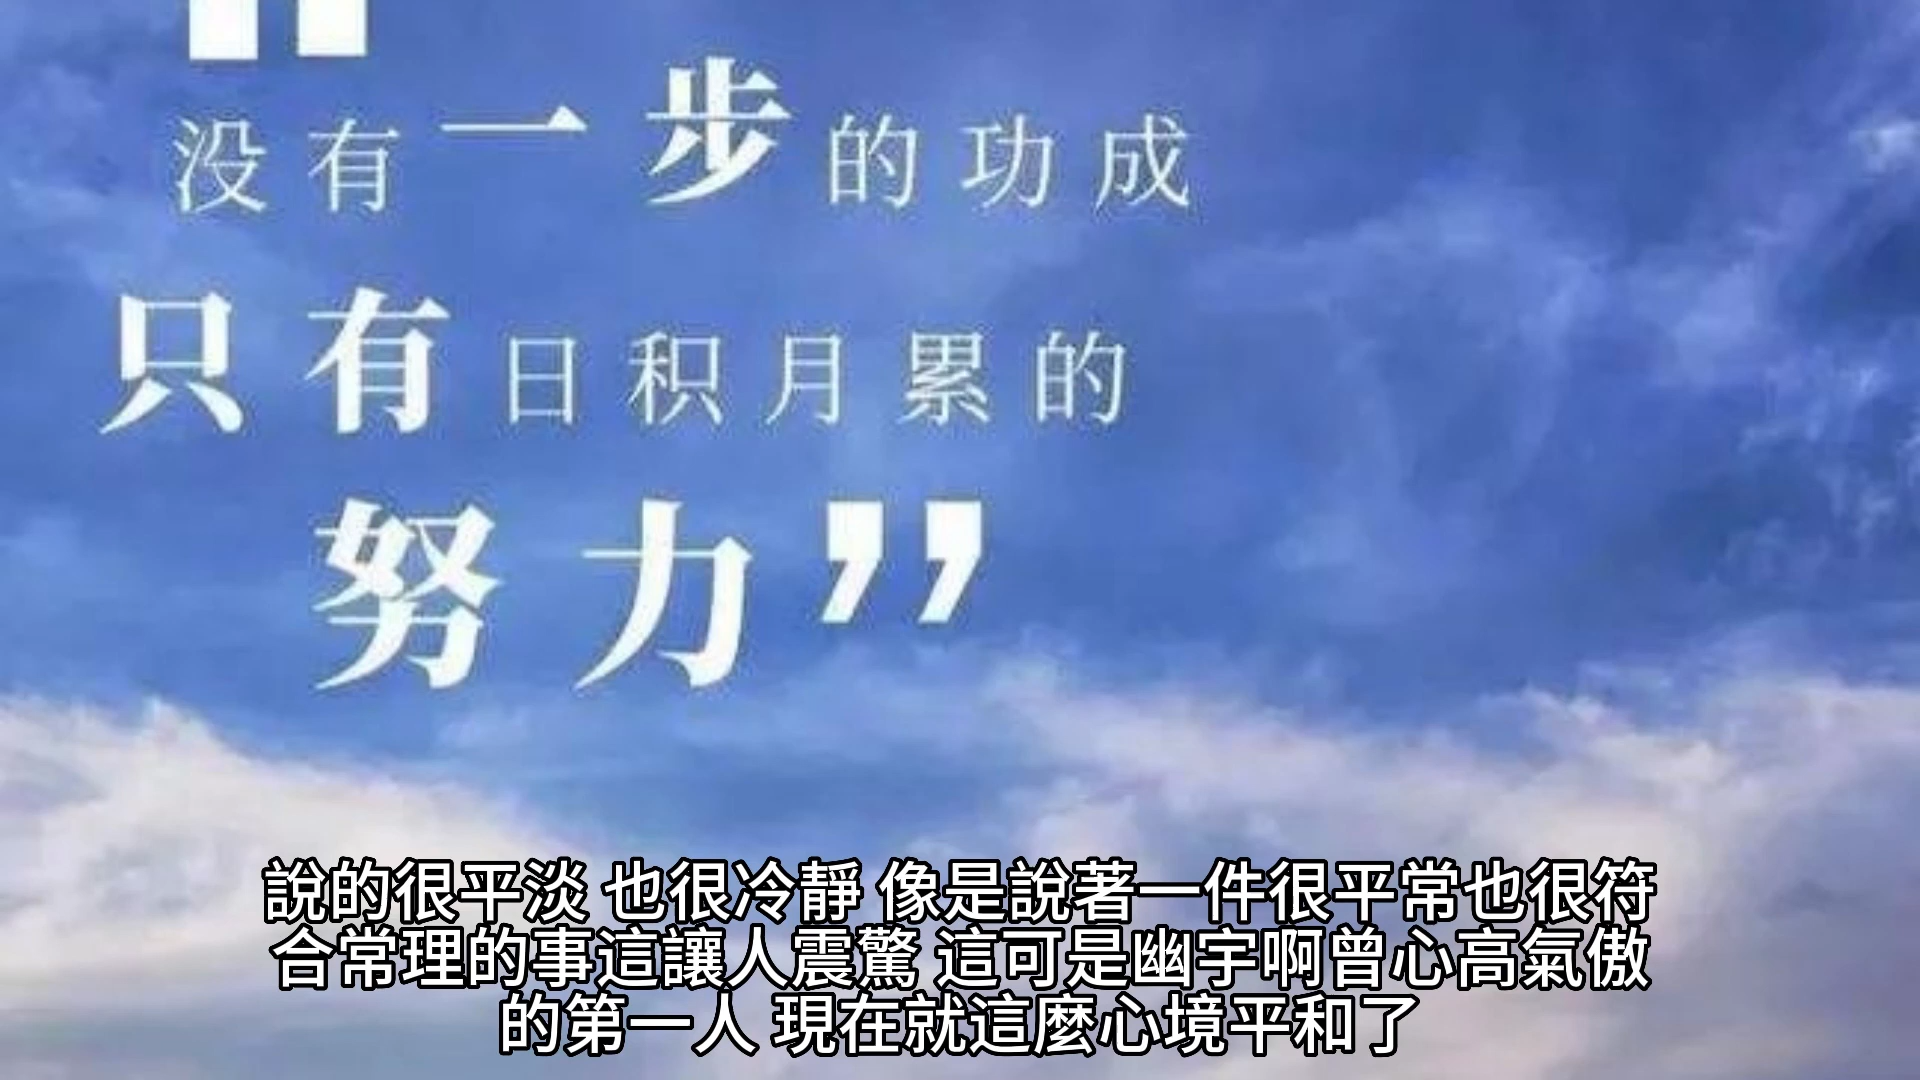 没有一步的功成
只有日积月累的
努力”
說的很平淡 也很冷靜 像是說著一件很平常也很符
合常理的事這讓人震驚 這可是幽宇啊曾心高氣傲
的第一人 現在就這麼心境平和了